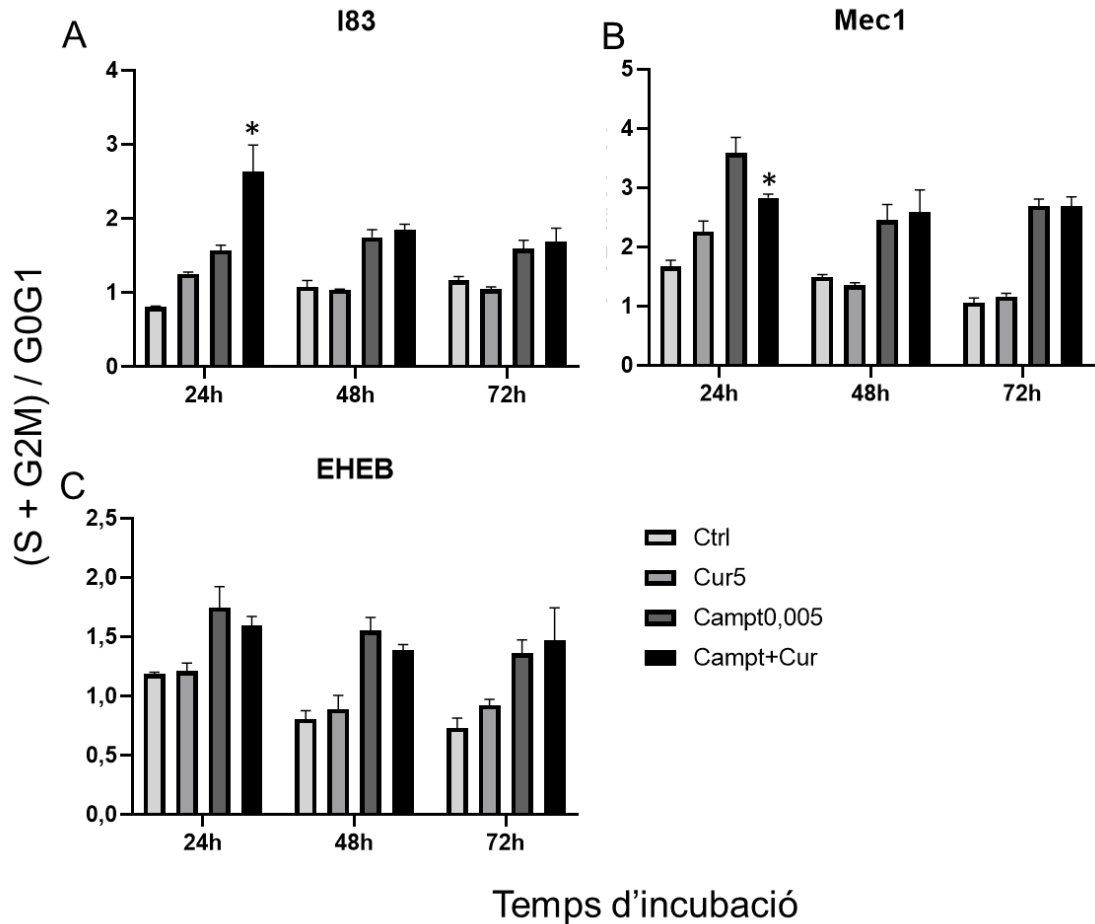 A
I83
4
3
2
1
0
*
24h
48h
72h
B
Mec1
5
4
3
2
1
0
*
24h
48h
72h
(S + G2M) / G0G1
C
EHEB
2,5
2,0
1,5
1,0
0,5
0,0
24h
48h
72h
Ctrl
Cur5
Campt0,005
Campt+Cur
Temps d'incubació